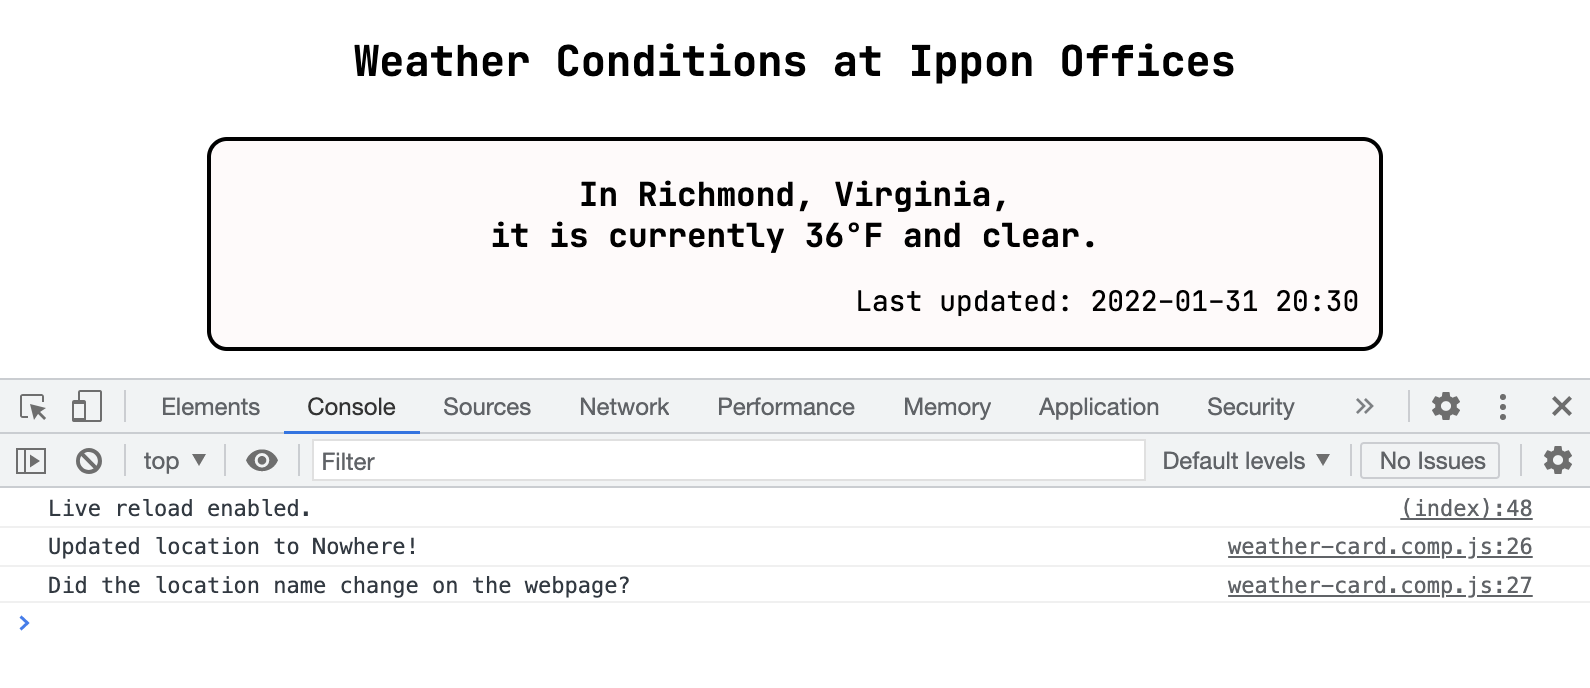 Weather Conditions at Ippon Offices
In Richmond, Virginia,
it is currently 36°F and clear.
Last updated: 2022-01-31 20:30
Elements Console Sources Network Performance Memory Application Security »
top ▼ Filter Default levels ▼ No Issues
Live reload enabled. (index):48
Updated location to Nowhere! weather-card.comp.js:26
Did the location name change on the webpage? weather-card.comp.js:27